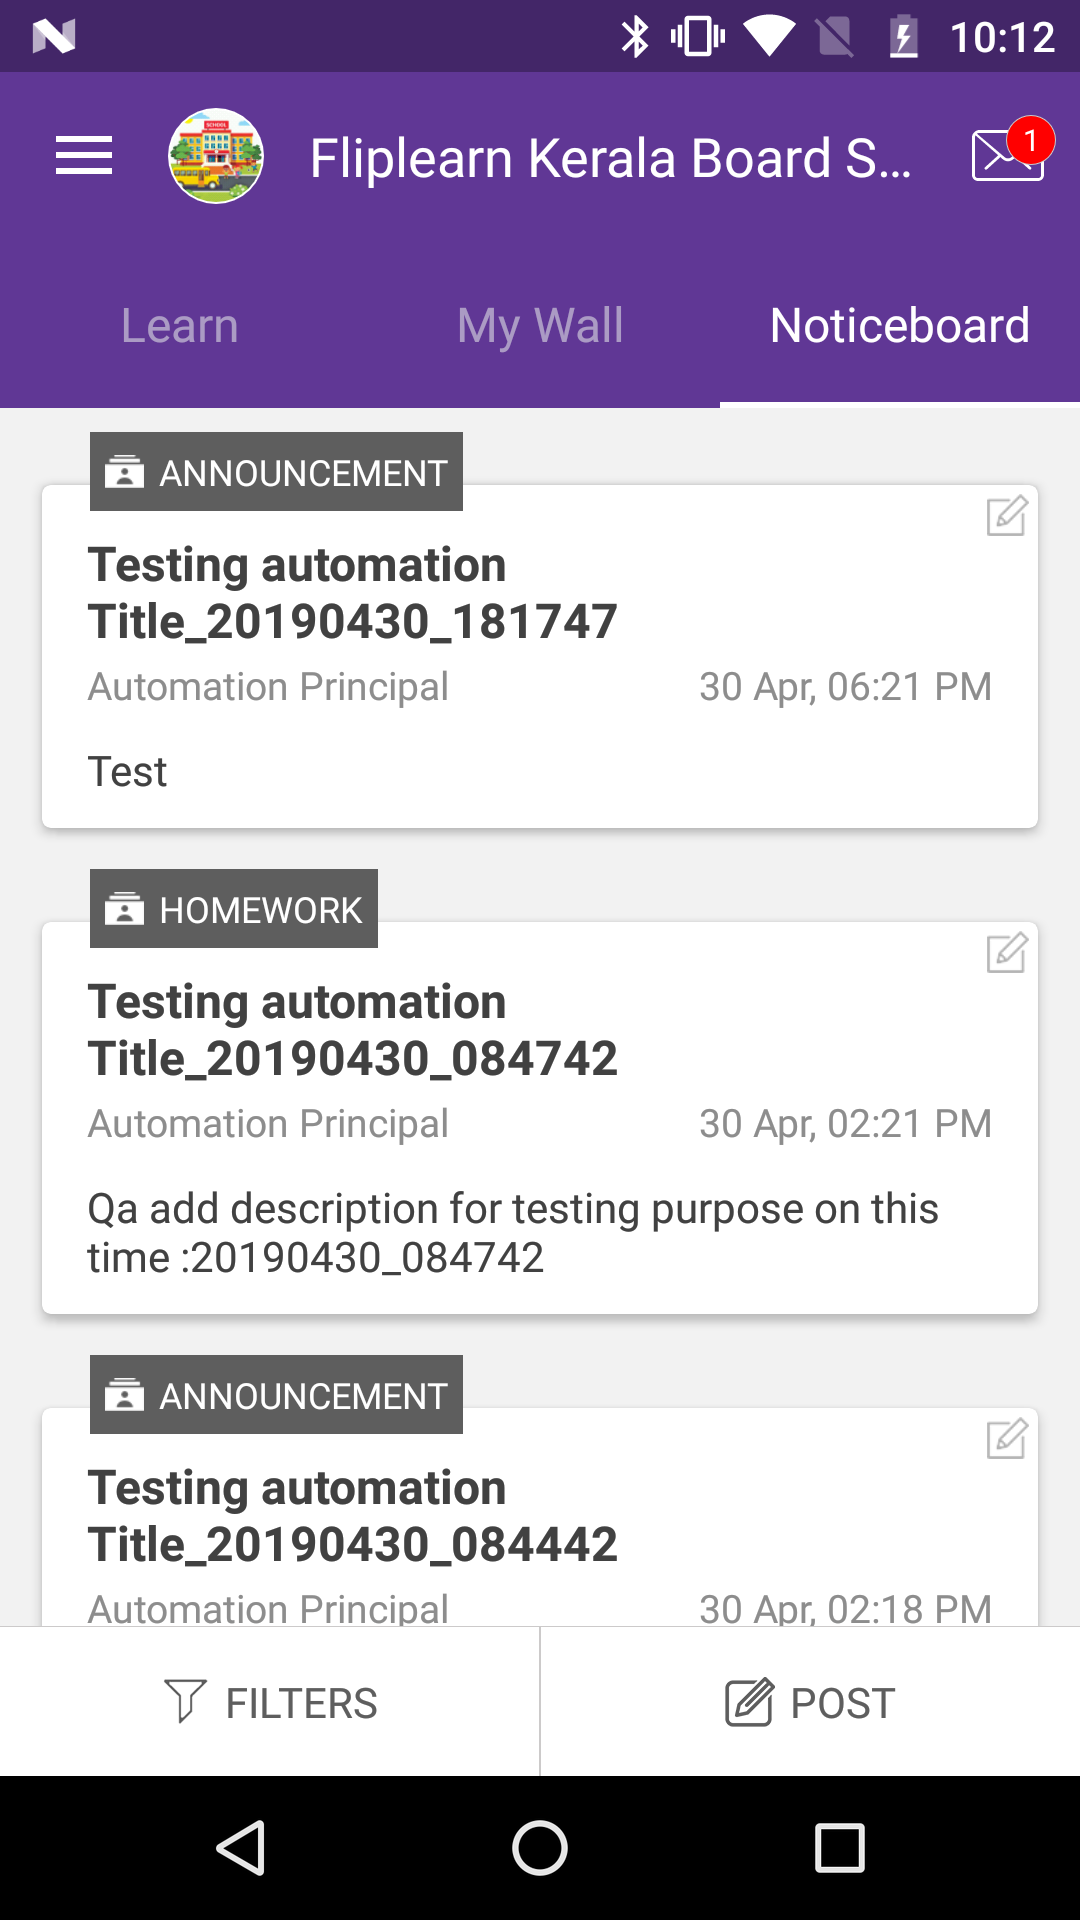 10:12
Fliplearn Kerala Board S...
1
Learn
My Wall
Noticeboard
ANNOUNCEMENT
Testing automation
Title_20190430_181747
Automation Principal
30 Apr, 06:21 PM
Test
HOMEWORK
Testing automation
Title_20190430_084742
Automation Principal
30 Apr, 02:21 PM
Qa add description for testing purpose on this
time :20190430_084742
ANNOUNCEMENT
Testing automation
Title_20190430_084442
Automation Principal
30 Apr, 02:18 PM
FILTERS
POST